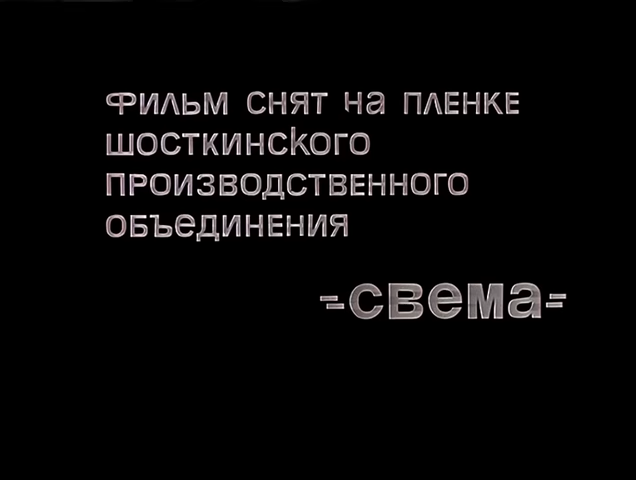 ФИЛЬМ СНЯТ На ПЛЕНКЕ
ШОСТКИНСКОГО
ПРОИЗВОДСТВЕННОГО
ОБЪеДИНЕНИЯ
-свема-